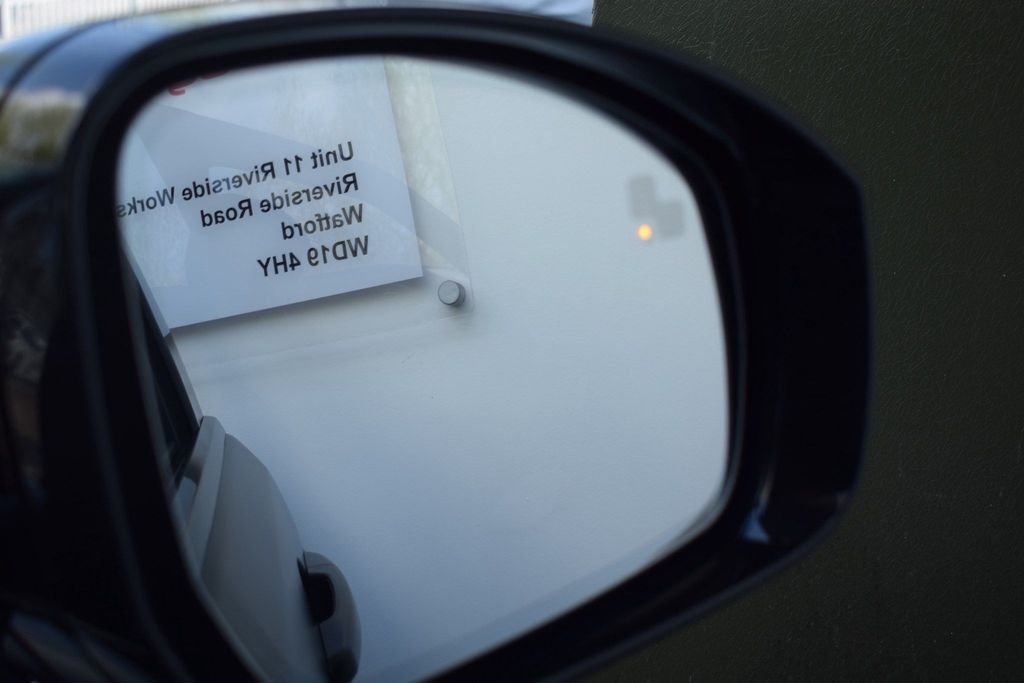 Unit 11 Riverside Works
Riverside Road
Watford
WD19 4HY